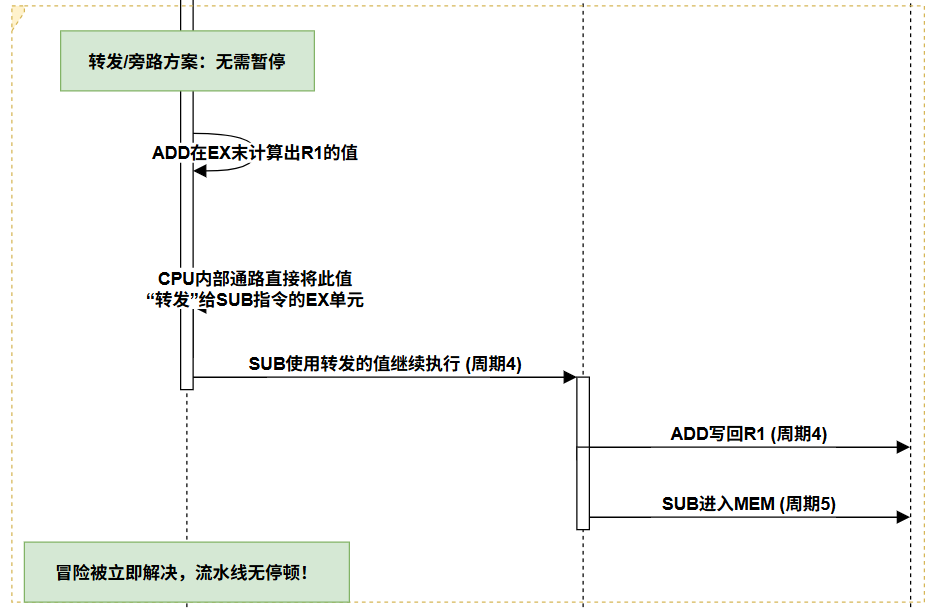 转发/旁路方案：无需暂停
ADD在EX末计算出R1的值
CPU内部通路直接将此值
“转发”给SUB指令的EX单元
SUB使用转发的值继续执行 (周期4)
ADD写回R1 (周期4)
SUB进入MEM (周期5)
冒险被立即解决，流水线无停顿！